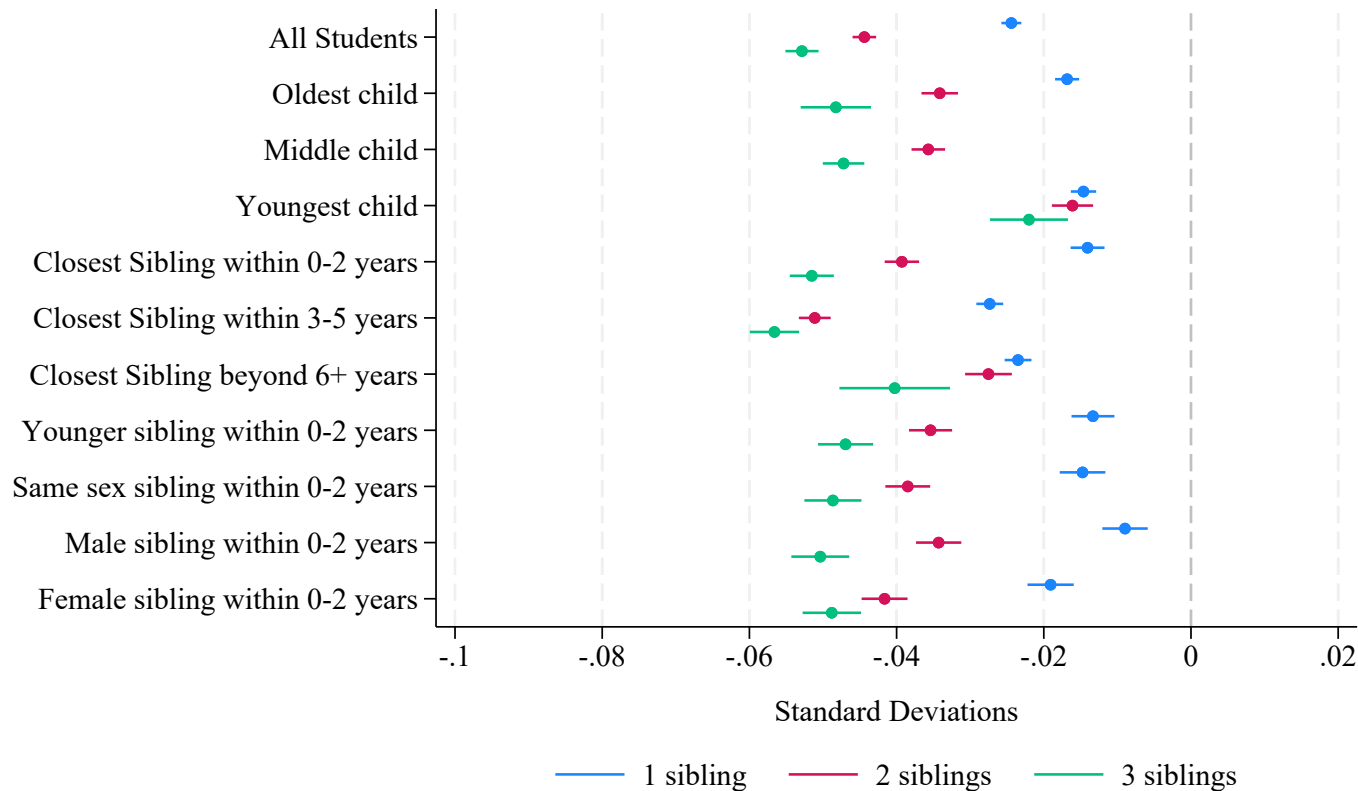 All Students
Oldest child
Middle child
Youngest child
Closest Sibling within 0-2 years
Closest Sibling within 3-5 years
Closest Sibling beyond 6+ years
Younger sibling within 0-2 years
Same sex sibling within 0-2 years
Male sibling within 0-2 years
Female sibling within 0-2 years
-.1 -.08 -.06 -.04 -.02 0 .02
Standard Deviations
1 sibling 2 siblings 3 siblings